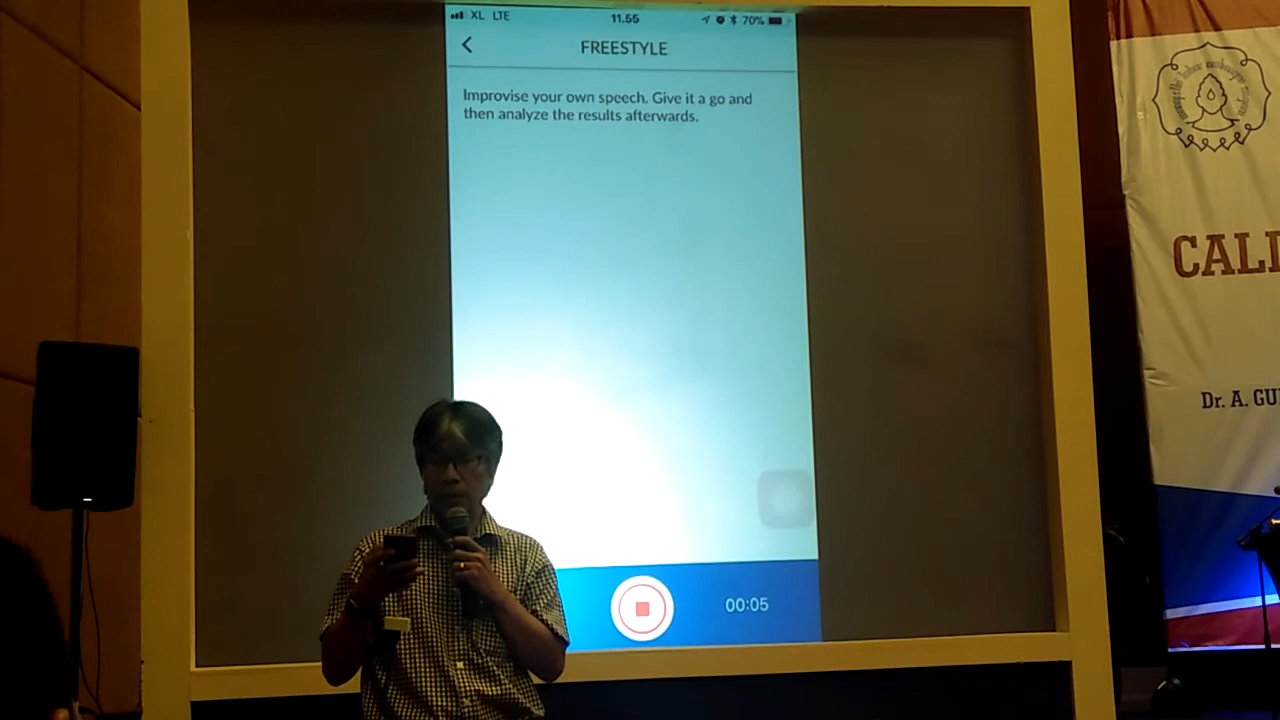 XL LTE
11.55
70%
FREESTYLE
Improvise your own speech. Give it a go and
then analyze the results afterwards.
00:05
CALL
Dr. A. GU